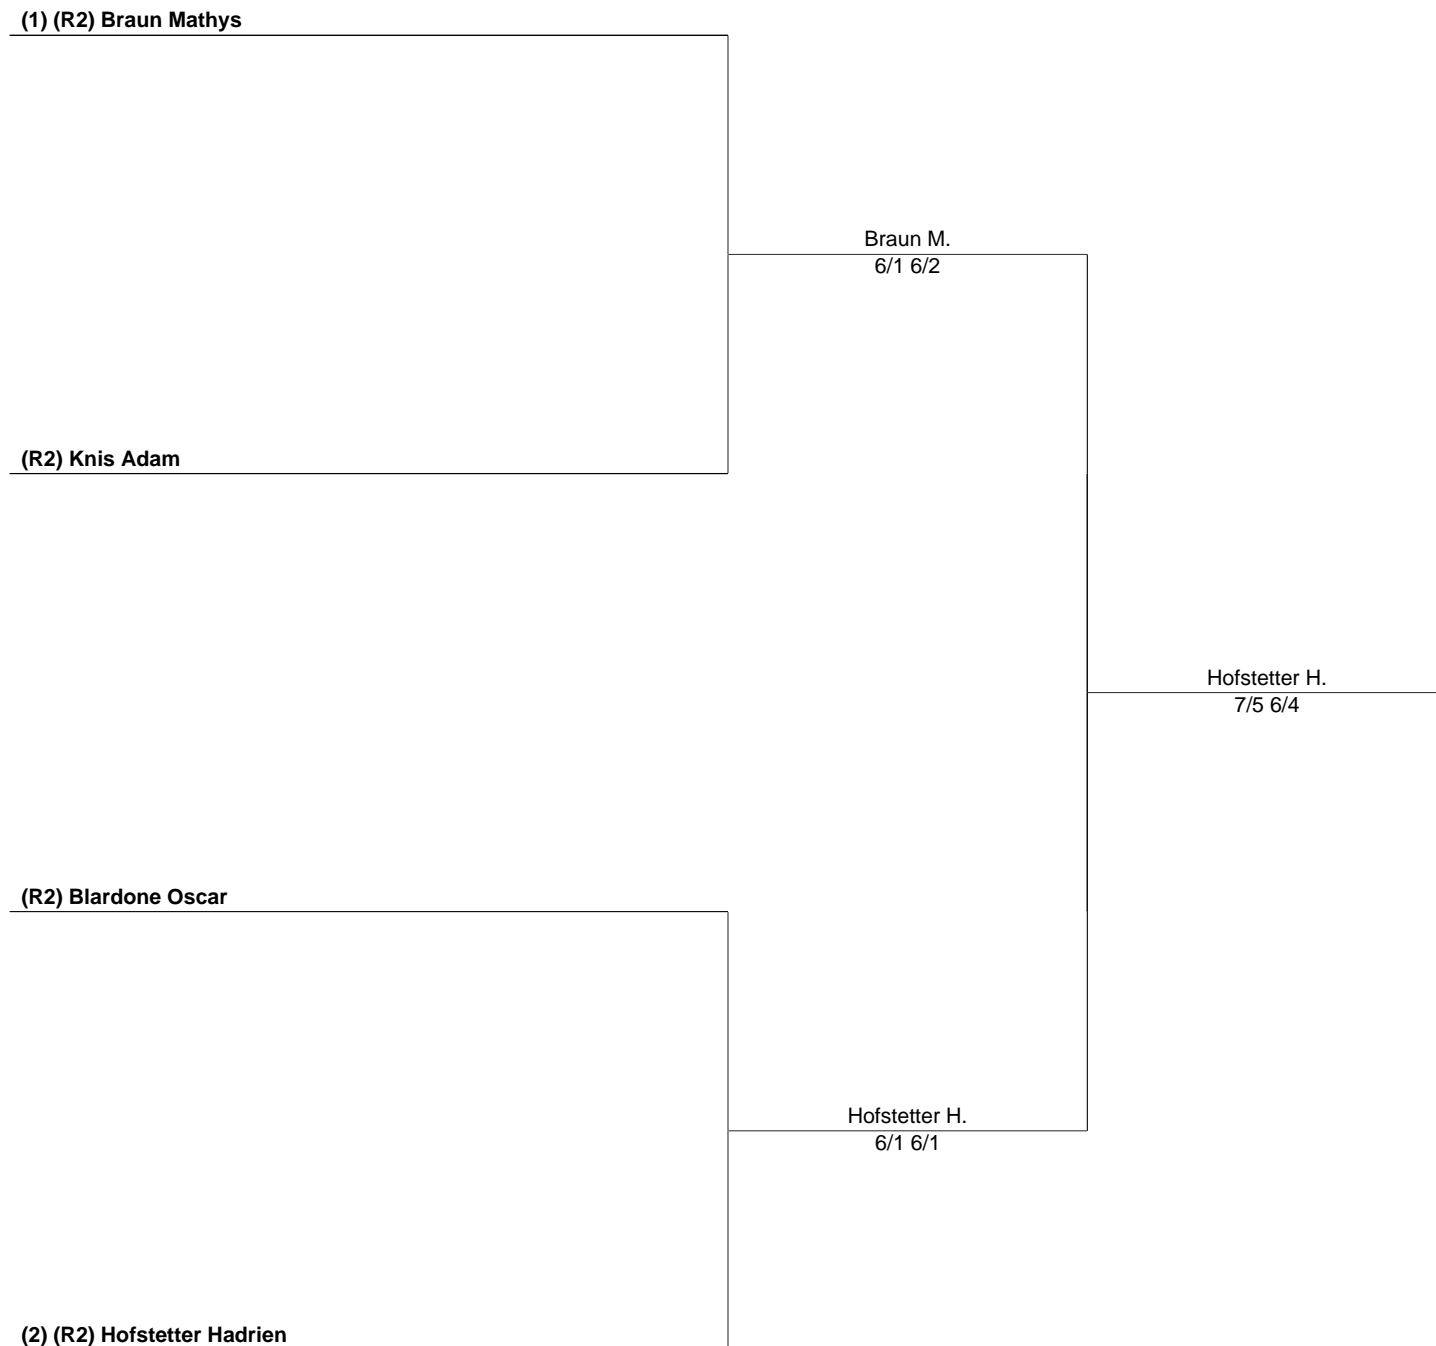 (1) (R2) Braun Mathys
Braun M.
6/1 6/2
(R2) Knis Adam
Hofstetter H.
7/5 6/4
(R2) Blardone Oscar
Hofstetter H.
6/1 6/1
(2) (R2) Hofstetter Hadrien